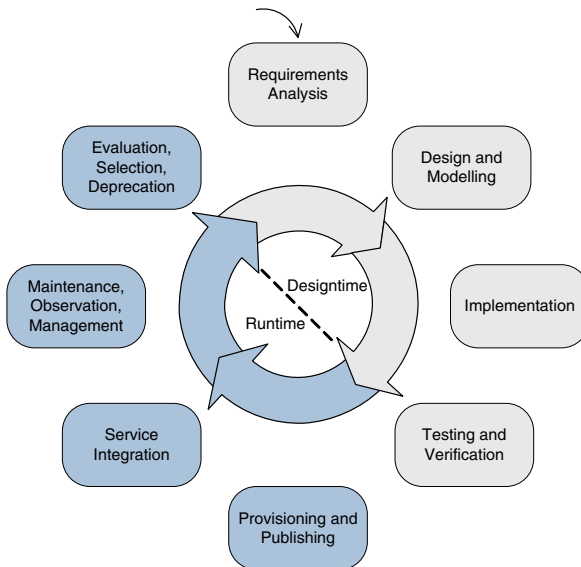 Requirements
Analysis
Evaluation,
Selection,
Deprecation
Design and
Modelling
Designtime
Runtime
Maintenance,
Observation,
Management
Implementation
Service
Integration
Testing and
Verification
Provisioning and
Publishing